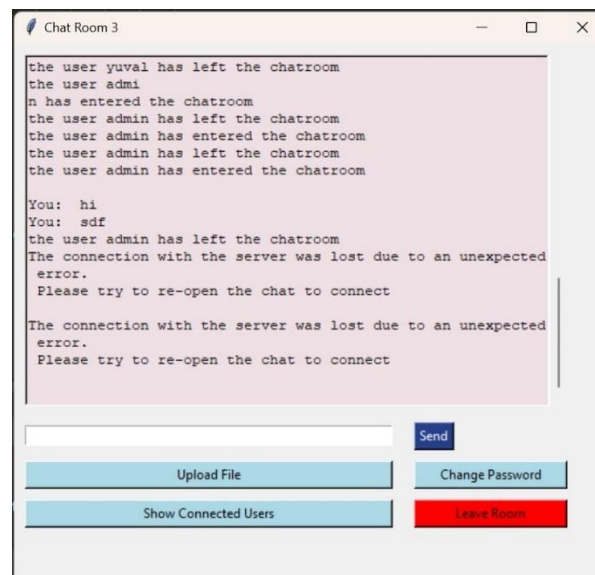 Chat Room 3
the user yuval has left the chatroom
the user admi
n has entered the chatroom
the user admin has left the chatroom
the user admin has entered the chatroom
the user admin has left the chatroom
the user admin has entered the chatroom
You:  hi
You:  sdf
the user admin has left the chatroom
The connection with the server was lost due to an unexpected
error.
Please try to re-open the chat to connect
The connection with the server was lost due to an unexpected
error.
Please try to re-open the chat to connect
Send
Upload File
Change Password
Show Connected Users
Leave Room